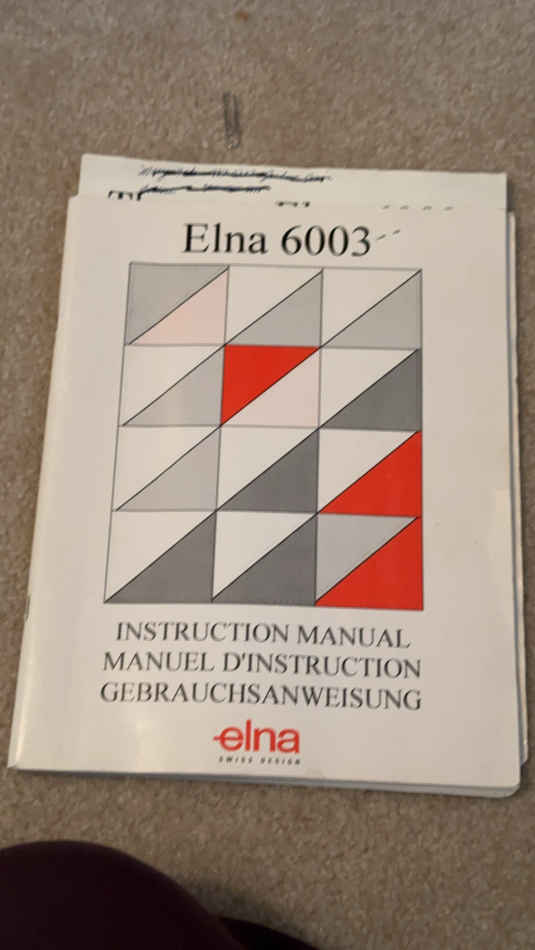 Elna 6003
INSTRUCTION MANUAL
MANUEL D'INSTRUCTION
GEBRAUCHSANWEISUNG
elna
SWISS DESIGN